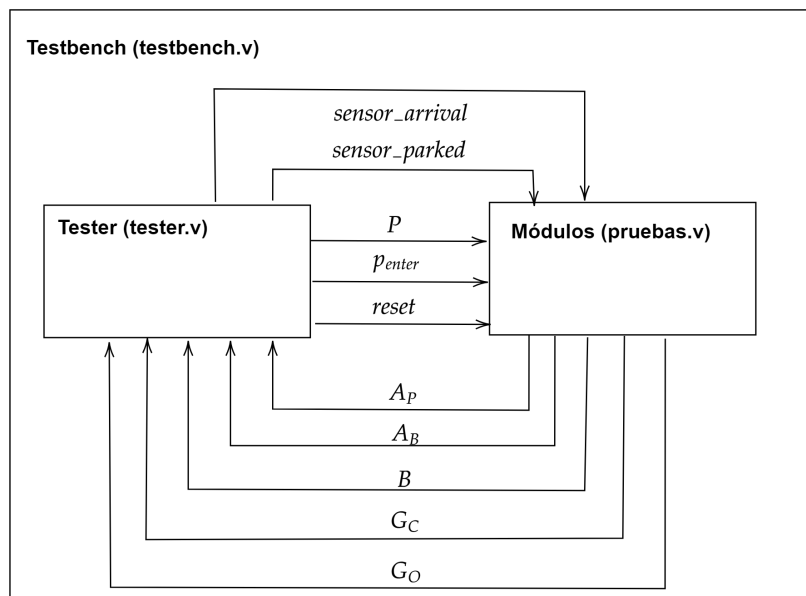 Testbench (testbench.v)
sensor_arrival
sensor_parked
Tester (tester.v)
P
Módulos (pruebas.v)
p_enter
reset
A_P
A_B
B
G_C
G_O